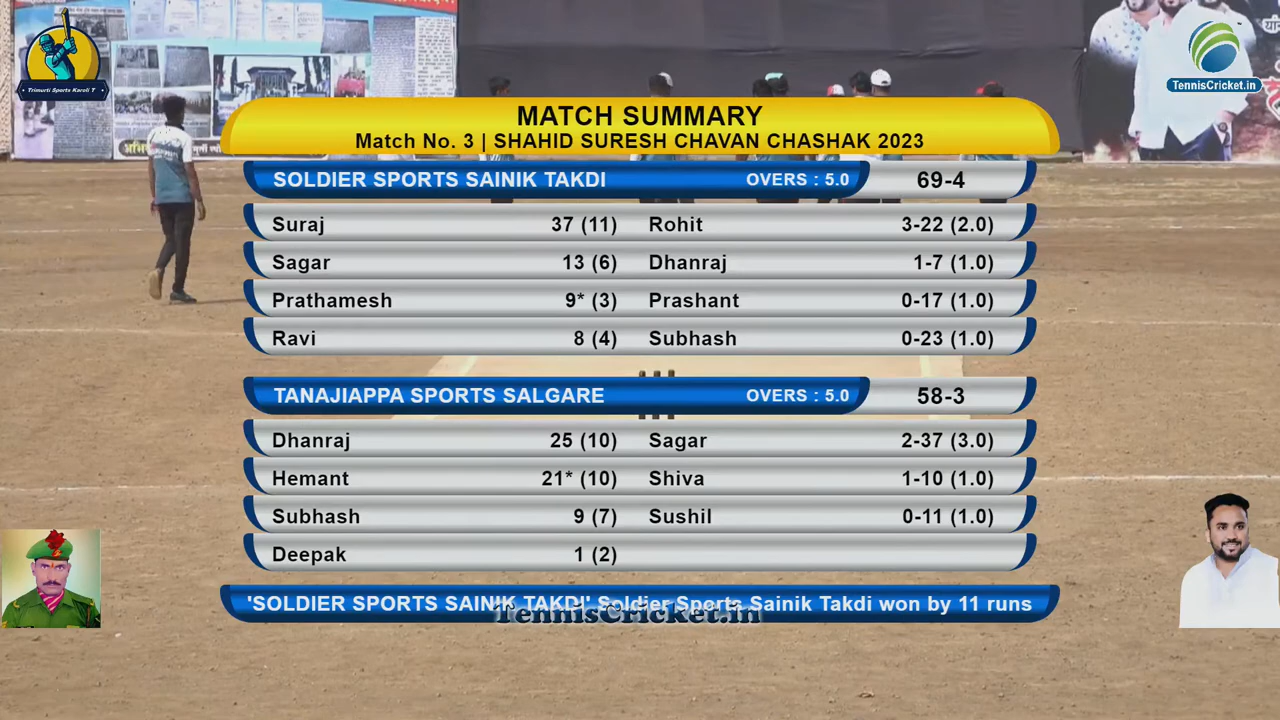 Trimurti Sports Karoli T
TennisCricket.in
MATCH SUMMARY
Match No. 3 | SHAHID SURESH CHAVAN CHASHAK 2023
SOLDIER SPORTS SAINIK TAKDI OVERS : 5.0 69-4
Suraj 37 (11) Rohit 3-22 (2.0)
Sagar 13 (6) Dhanraj 1-7 (1.0)
Prathamesh 9* (3) Prashant 0-17 (1.0)
Ravi 8 (4) Subhash 0-23 (1.0)
TANAJIAPPA SPORTS SALGARE OVERS : 5.0 58-3
Dhanraj 25 (10) Sagar 2-37 (3.0)
Hemant 21* (10) Shiva 1-10 (1.0)
Subhash 9 (7) Sushil 0-11 (1.0)
Deepak 1 (2)
'SOLDIER SPORTS SAINIK TAKDI' Soldier Sports Sainik Takdi won by 11 runs
TennisCricket.in